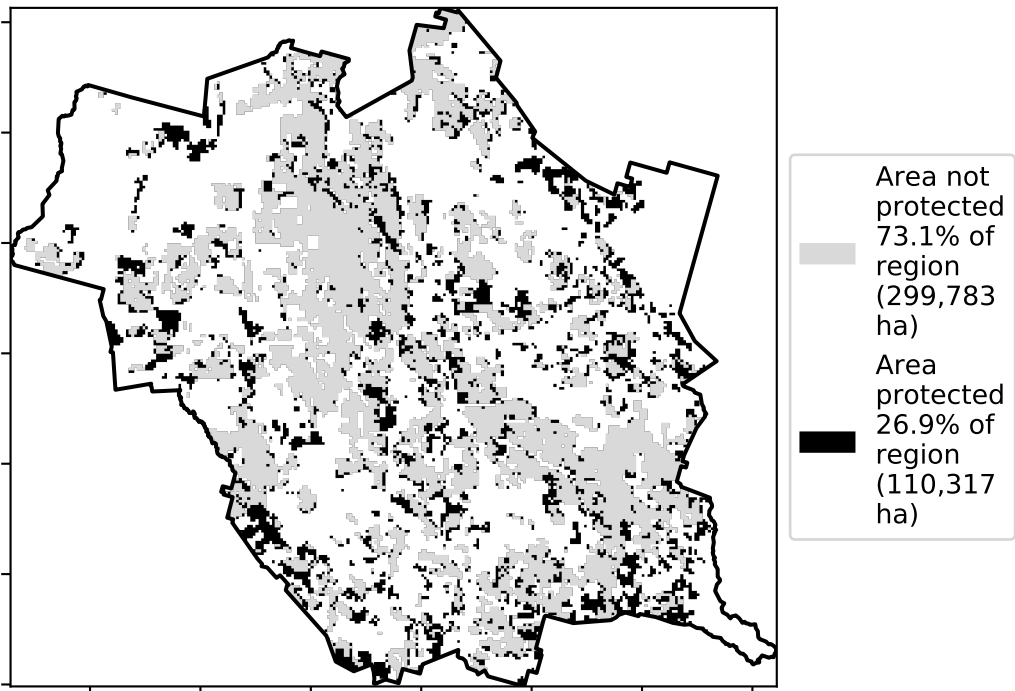 Area not
protected
73.1% of
region
(299,783
ha)
Area
protected
26.9% of
region
(110,317
ha)